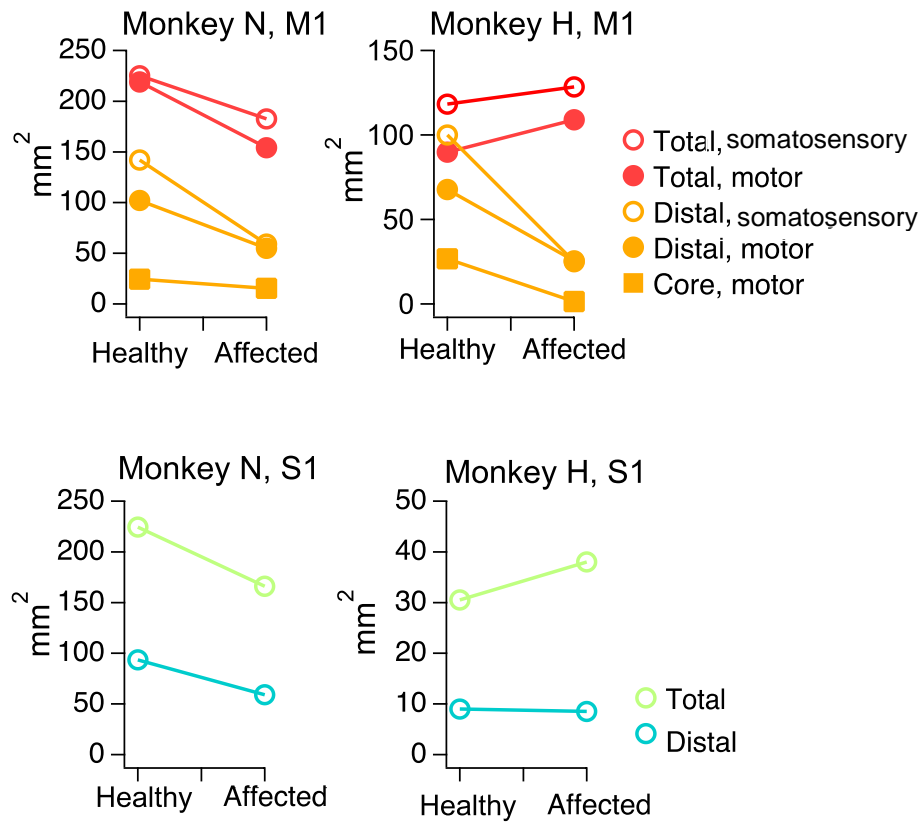 Monkey N, M1
250
200
150
100
50
0
mm2
Healthy Affected
Monkey H, M1
150
100
50
0
mm2
Healthy Affected
Total, somatosensory
Total, motor
Distal, somatosensory
Distal, motor
Core, motor
Monkey N, S1
250
200
150
100
50
0
mm2
Healthy Affected
Monkey H, S1
50
40
30
20
10
0
mm2
Healthy Affected
Total
Distal